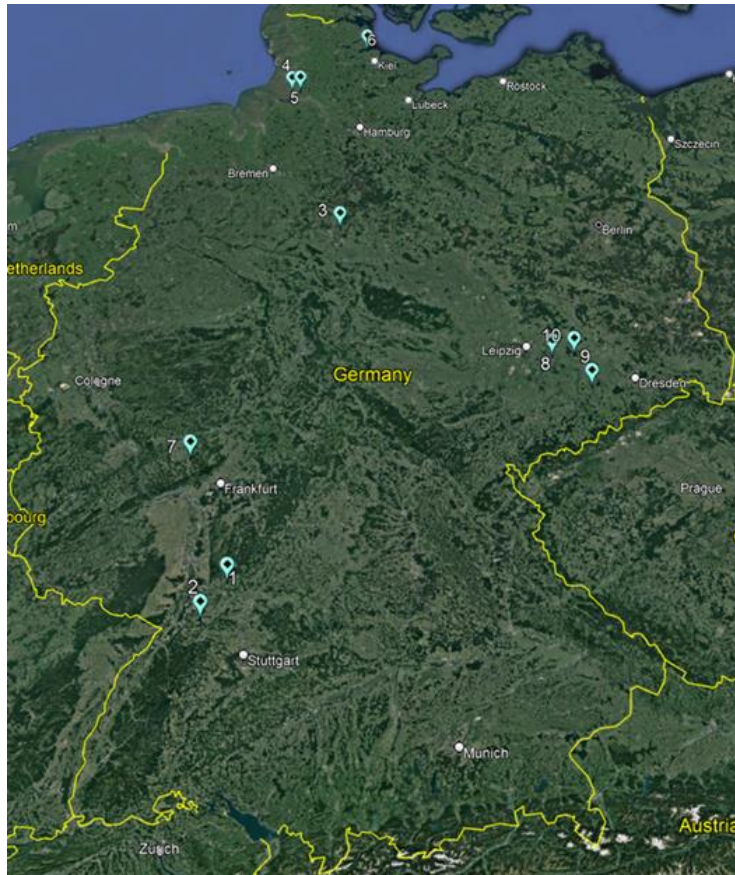 6
Kiel
4
5
Rostock
Lübeck
Hamburg
Szczecin
Bremen
3
Berlin
etherlands
10
Leipzig
8
9
Germany
Dresden
Cologne
7
Frankfurt
Prague
bourg
1
2
Stuttgart
Munich
Austria
Zürich